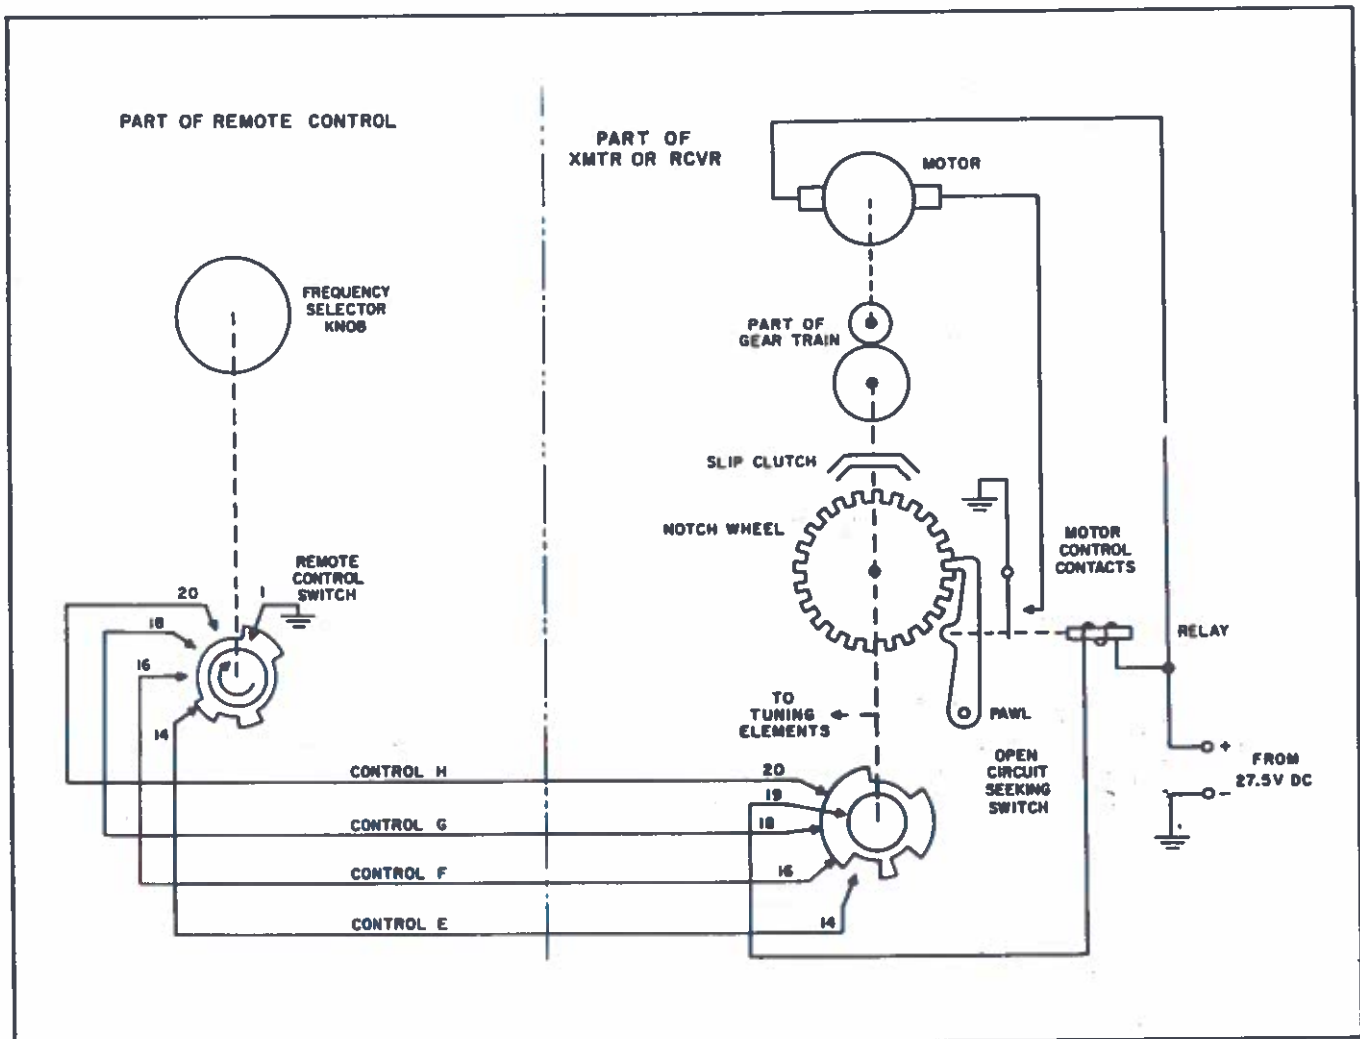 PART OF REMOTE CONTROL
PART OF
XMTR OR RCVR
MOTOR
FREQUENCY
SELECTOR
KNOB
PART OF
GEAR TRAIN
SLIP CLUTCH
NOTCH WHEEL
MOTOR
CONTROL
CONTACTS
REMOTE
CONTROL
SWITCH
20
1
18
16
14
RELAY
TO
TUNING
ELEMENTS
PAWL
OPEN
CIRCUIT
SEEKING
SWITCH
+
FROM
27.5V DC
-
CONTROL H
20
19
CONTROL G
18
CONTROL F
16
CONTROL E
14